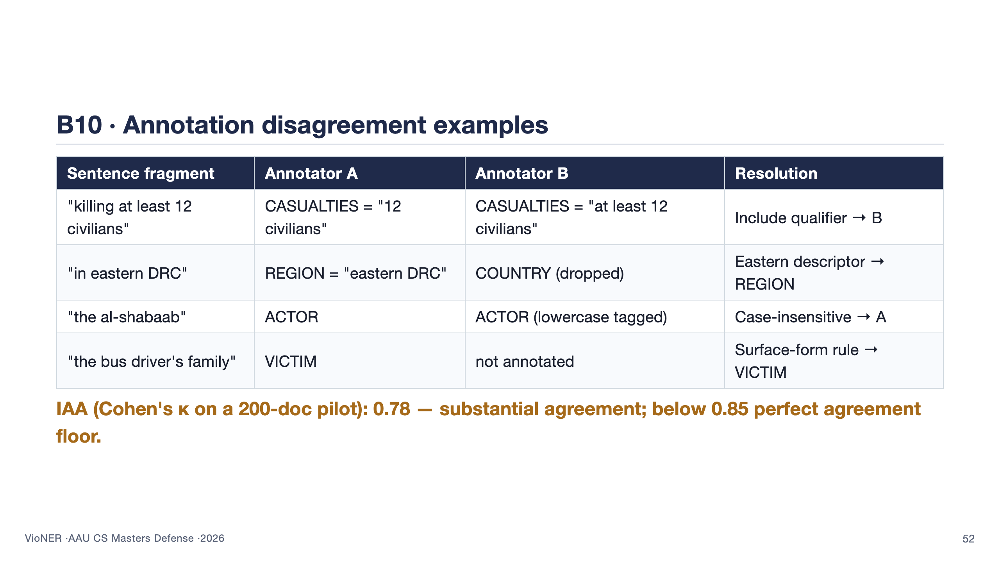 B10 · Annotation disagreement examples
Sentence fragment Annotator A Annotator B Resolution
"killing at least 12 civilians" CASUALTIES = "12 civilians" CASUALTIES = "at least 12 civilians" Include qualifier → B
"in eastern DRC" REGION = "eastern DRC" COUNTRY (dropped) Eastern descriptor → REGION
"the al-shabaab" ACTOR ACTOR (lowercase tagged) Case-insensitive → A
"the bus driver's family" VICTIM not annotated Surface-form rule → VICTIM
IAA (Cohen's κ on a 200-doc pilot): 0.78 — substantial agreement; below 0.85 perfect agreement
floor.
VioNER ·AAU CS Masters Defense ·2026 52